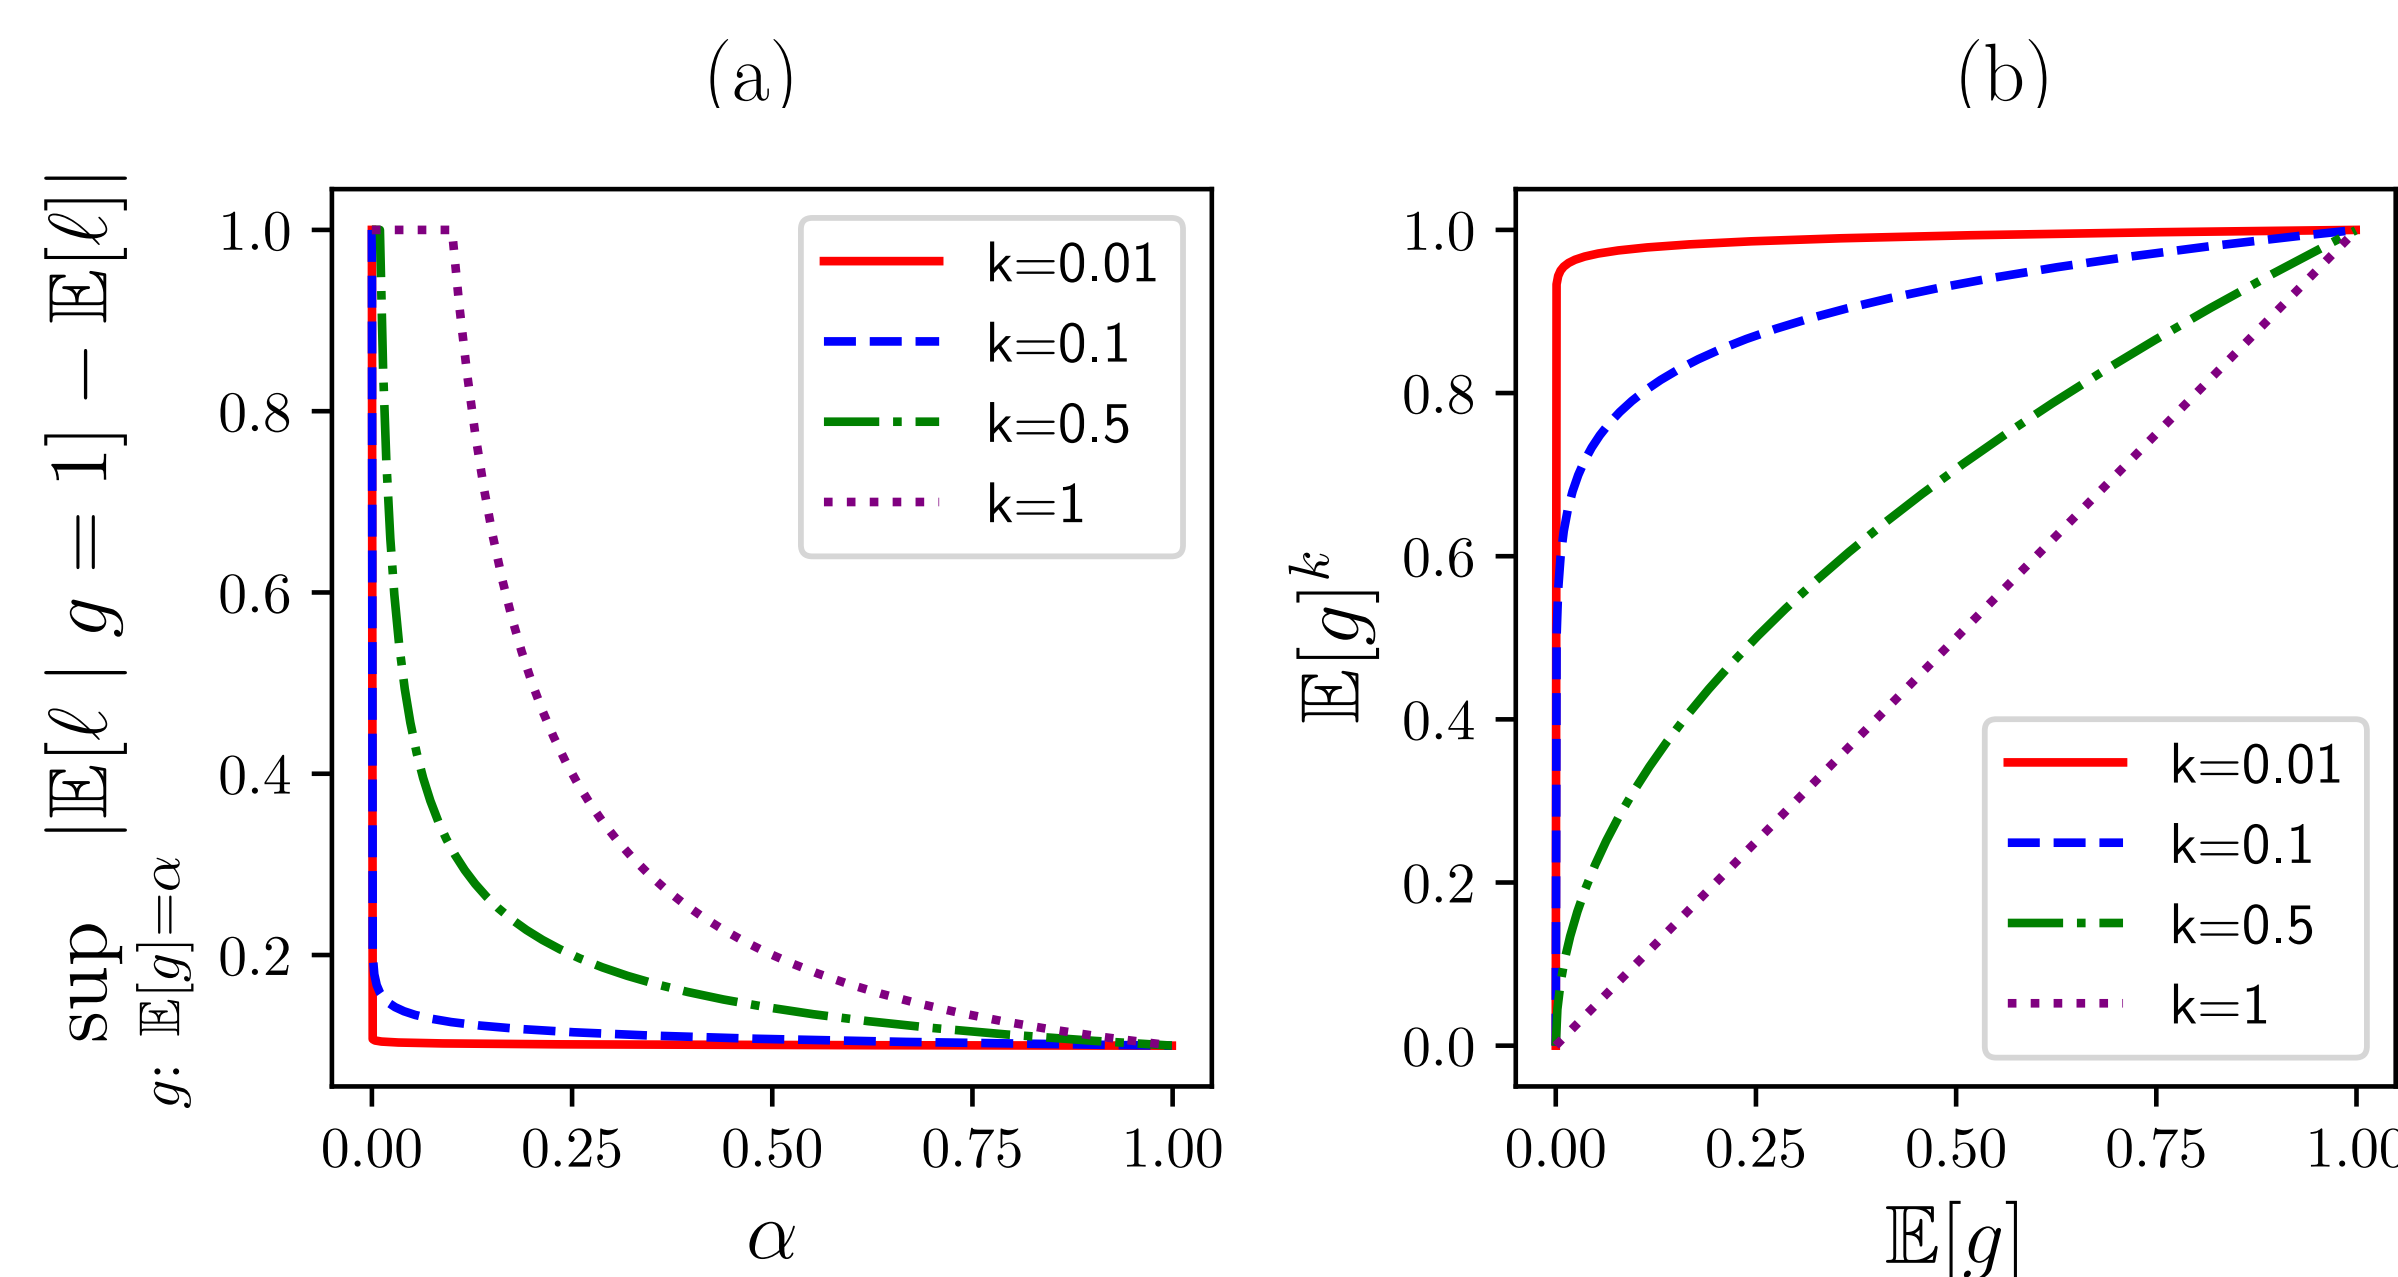 (a)
sup |𝔼[ℓ | g = 1] − 𝔼[ℓ]|
g: 𝔼[g]=α
1.0
0.8
0.6
0.4
0.2
0.00 0.25 0.50 0.75 1.00
α
k=0.01
k=0.1
k=0.5
k=1
(b)
𝔼[g]^k
1.0
0.8
0.6
0.4
0.2
0.0
0.00 0.25 0.50 0.75 1.00
𝔼[g]
k=0.01
k=0.1
k=0.5
k=1